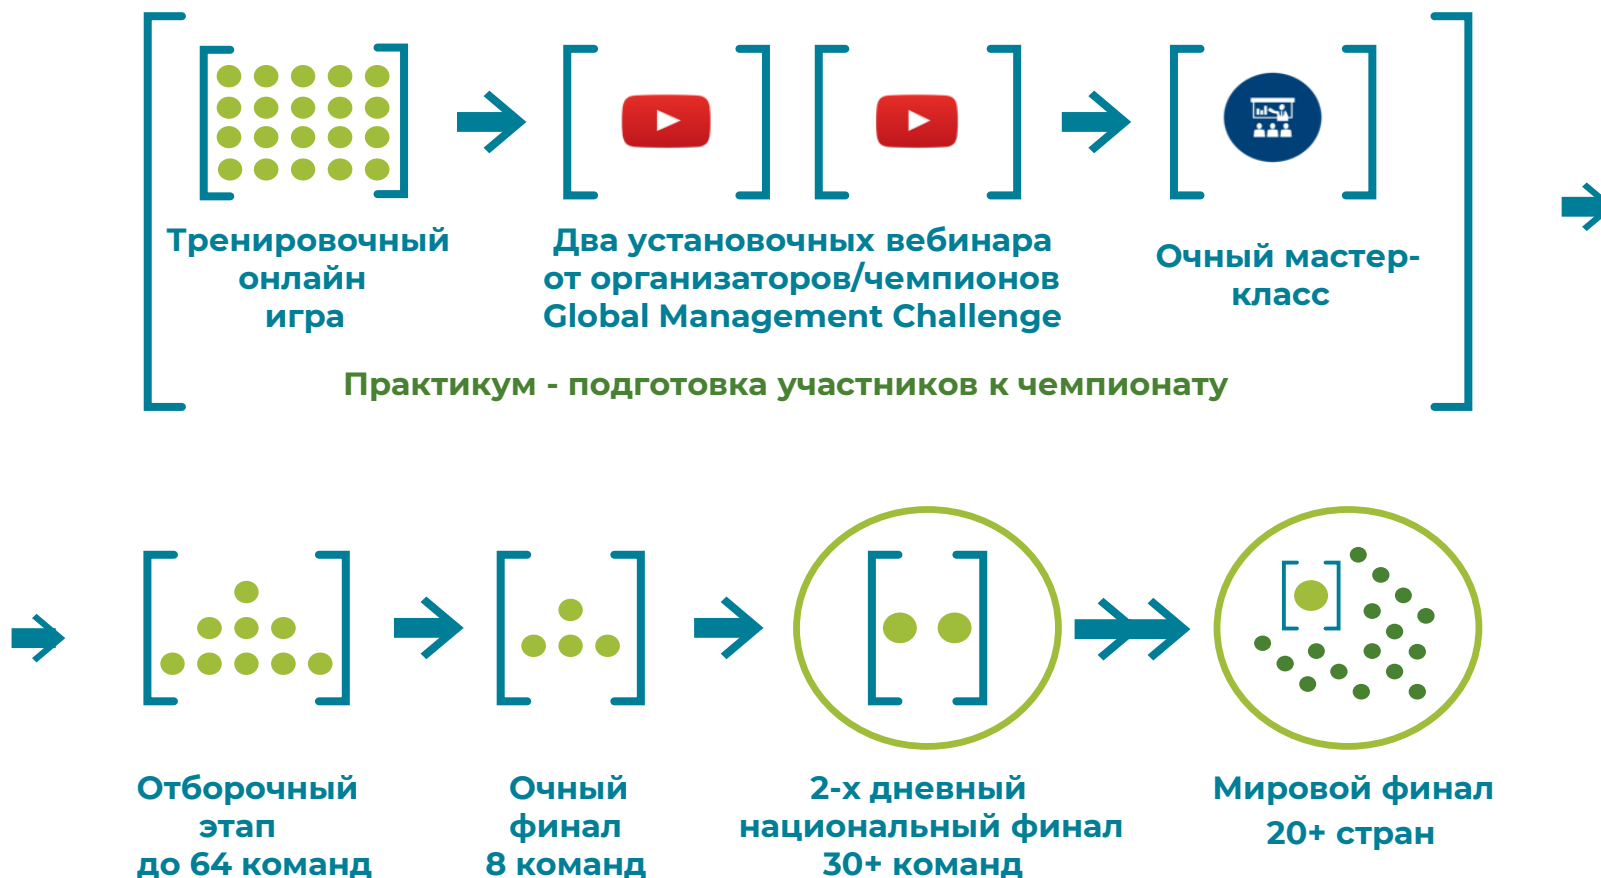 Тренировочный
онлайн
игра
Два установочных вебинара
от организаторов/чемпионов
Global Management Challenge
Очный мастер-
класс
Практикум - подготовка участников к чемпионату
Отборочный
этап
до 64 команд
Очный
финал
8 команд
2-х дневный
национальный финал
30+ команд
Мировой финал
20+ стран